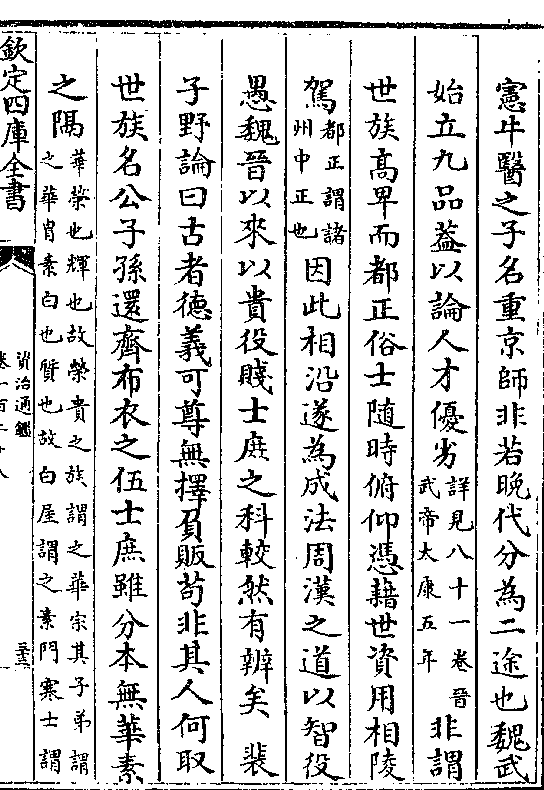 憲牛醫之子名重京師非若晚代分為二途也魏武
始立九品葢以論人才優劣詳見八十一卷晉武帝太康五年非謂
世族高卑而都正俗士随時俯仰憑藉世資用相陵
駕都正謂諸州中正也因此相沿遂為成法周漢之道以智役
愚魏晉以來以貴役賤士庶之科較然有辨矣裴
子野論曰古者德義可尊無擇負販茍非其人何取
世族名公子孫還齊布衣之伍士庶雖分本無華素
之隔華榮也輝也故榮貴之族謂之華宗其子弟謂之華胄素白也質也故白屋謂之素門寒士謂
欽定四庫全書
資治通鑑
卷一百二十八